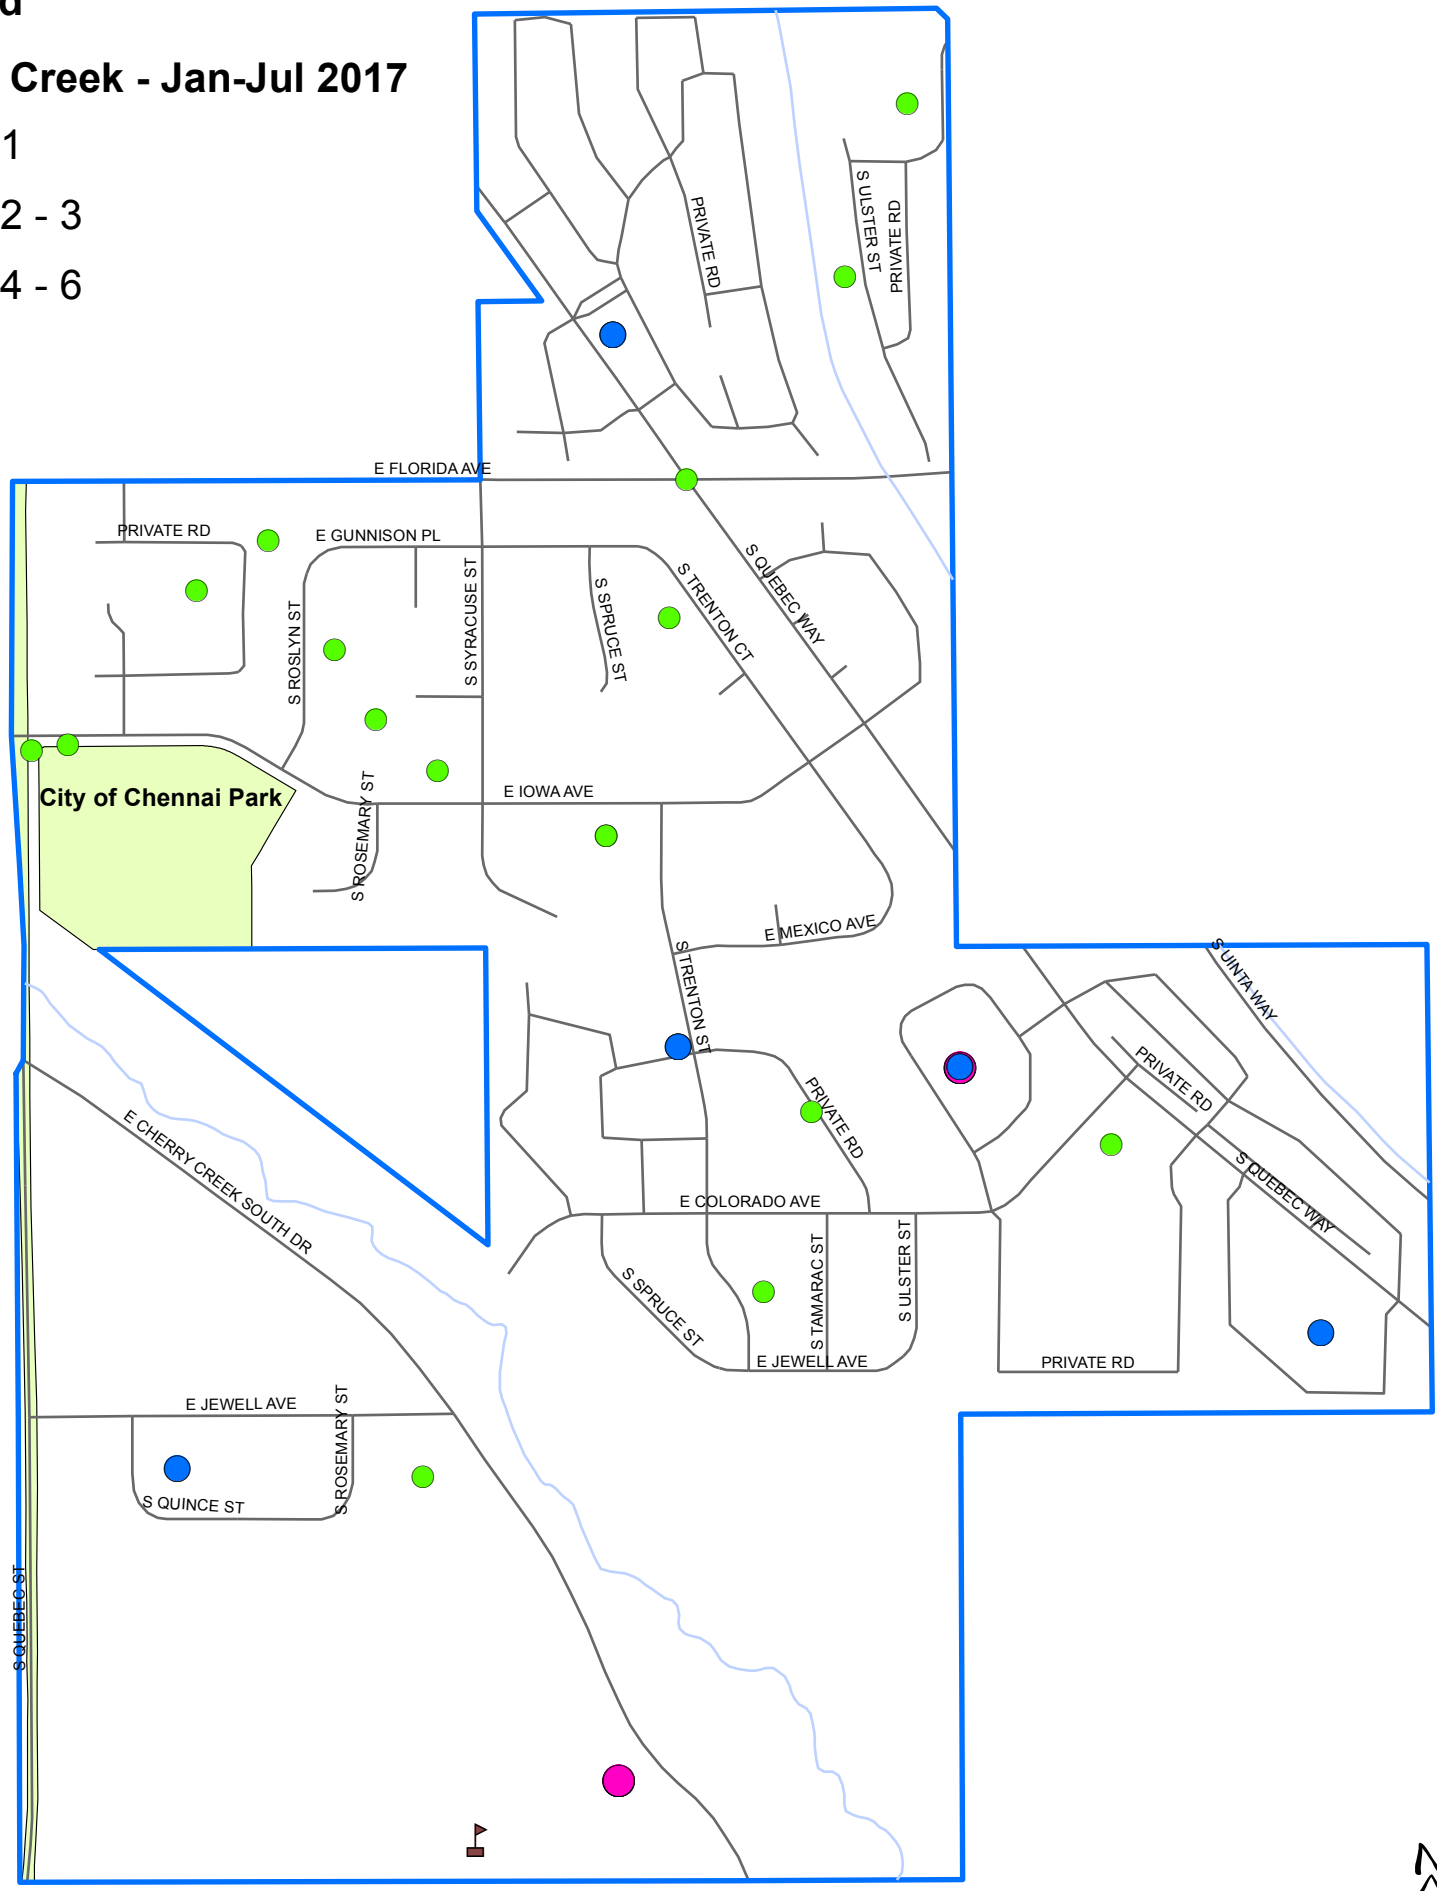 d
Creek - Jan-Jul 2017
1
2 - 3
4 - 6
S ULSTER ST
PRIVATE RD
PRIVATE RD
E FLORIDA AVE
PRIVATE RD
E GUNNISON PL
S QUEBEC WAY
S TRENTON CT
S SYRACUSE ST
S SPRUCE ST
S ROSLYN ST
City of Chennai Park
S ROSEMARY ST
E IOWA AVE
E MEXICO AVE
S TRENTON ST
S UINTA WAY
PRIVATE RD
PRIVATE RD
E CHERRY CREEK SOUTH DR
S QUEBEC WAY
E COLORADO AVE
S SPRUCE ST
S TAMARAC ST
S ULSTER ST
E JEWELL AVE
PRIVATE RD
E JEWELL AVE
S ROSEMARY ST
S QUINCE ST
S QUEBEC ST
N